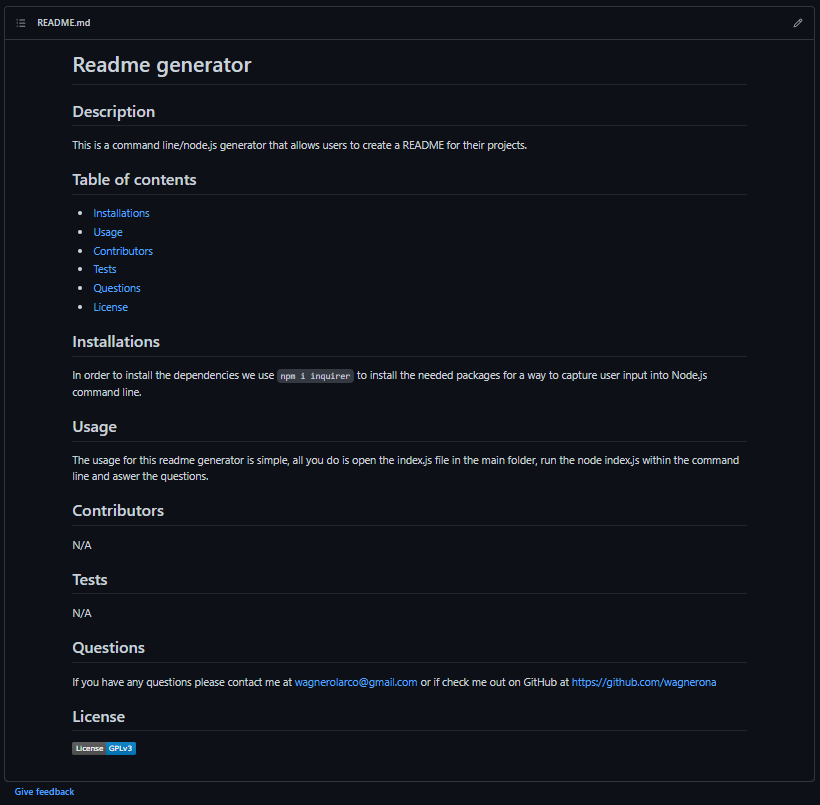 README.md
Readme generator
Description
This is a command line/node.js generator that allows users to create a README for their projects.
Table of contents
Installations
Usage
Contributors
Tests
Questions
License
Installations
In order to install the dependencies we use npm i inquirer to install the needed packages for a way to capture user input into Node.js
command line.
Usage
The usage for this readme generator is simple, all you do is open the index.js file in the main folder, run the node index.js within the command
line and aswer the questions.
Contributors
N/A
Tests
N/A
Questions
If you have any questions please contact me at wagnerolarco@gmail.com or if check me out on GitHub at https://github.com/wagnerona
License
License GPLv3
Give feedback